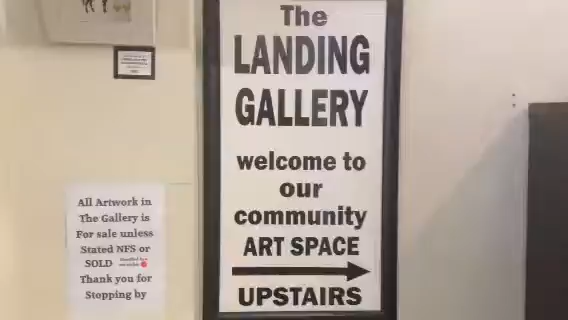 The
LANDING
GALLERY
welcome to
our
community
ART SPACE
UPSTAIRS
All Artwork in
The Gallery is
For sale unless
Stated NFS or
SOLD
Thank you for
Stopping by